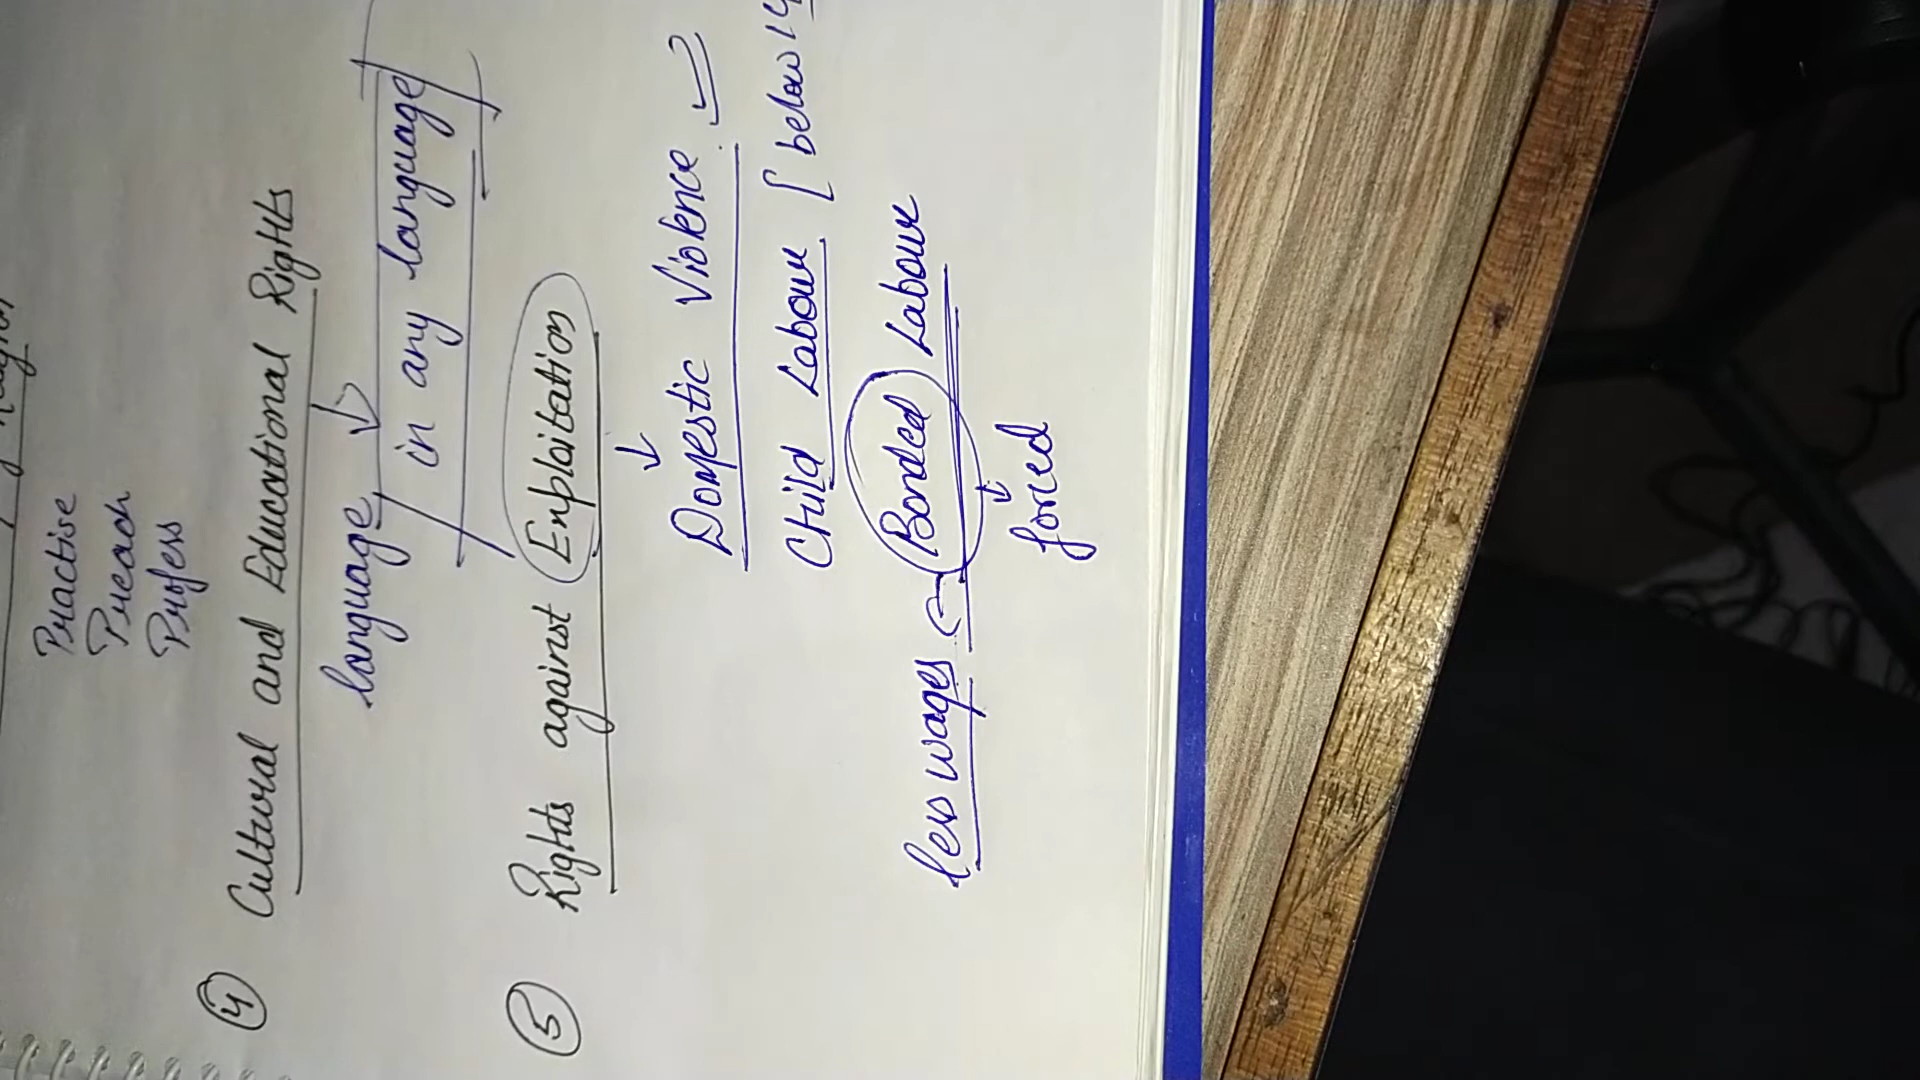 Practise
Preach
Profess
4 Cultural and Educational Rights
language
in any language
5 Rights against Exploitation
Domestic Violence
Child Labour [ below 14
less wages Bonded Labour
forced